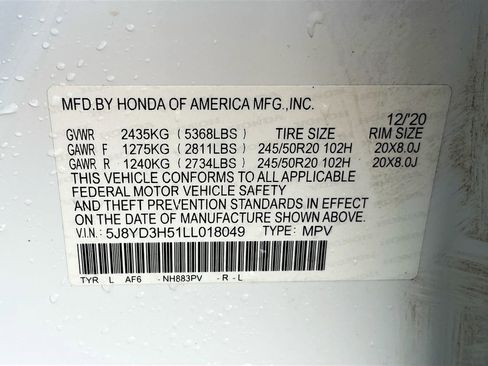 MFD.BY HONDA OF AMERICA MFG.,INC.
12/'20
GVWR 2435KG (5368LBS) TIRE SIZE RIM SIZE
GAWR F 1275KG (2811LBS) 245/50R20 102H 20X8.0J
GAWR R 1240KG (2734LBS) 245/50R20 102H 20X8.0J
THIS VEHICLE CONFORMS TO ALL APPLICABLE
FEDERAL MOTOR VEHICLE SAFETY
AND THEFT PREVENTION STANDARDS IN EFFECT
ON THE DATE OF MANUFACTURE SHOWN ABOVE.
V.I.N.: 5J8YD3H51LL018049 TYPE: MPV
TYR L AF6 -NH883PV -R-L